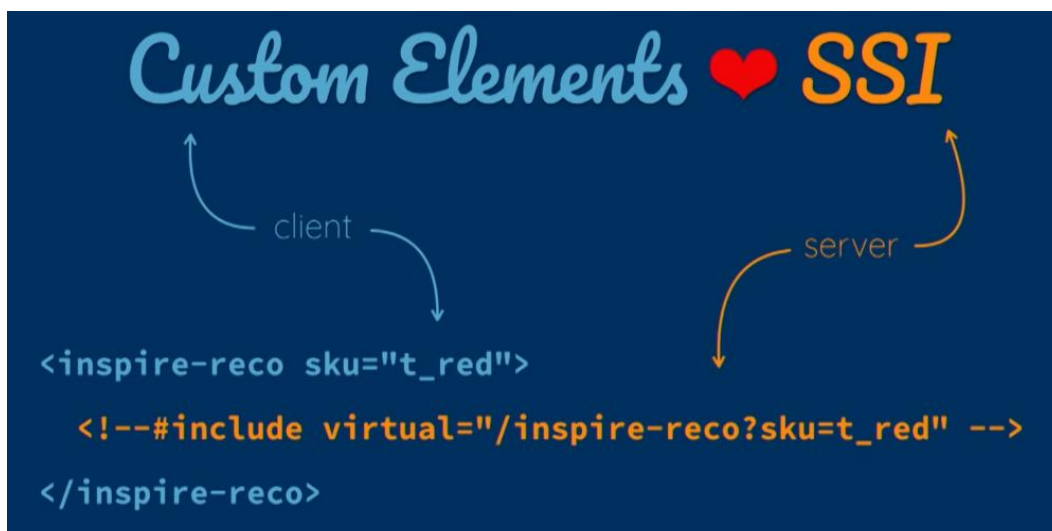 Custom Elements ❤ SSI
client
server
<inspire-reco sku="t_red">
<!--#include virtual="/inspire-reco?sku=t_red" -->
</inspire-reco>